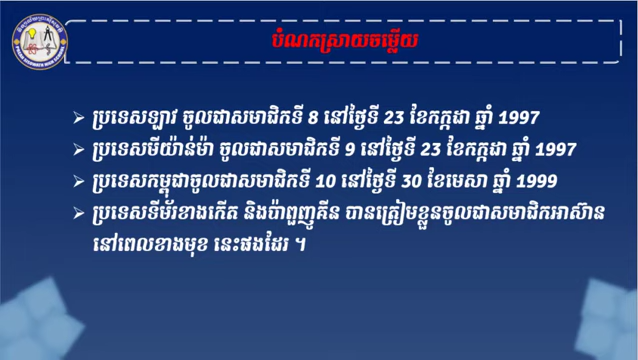 បំណកស្រាយចម្លើយ
ប្រទេសឡាវ ចូលជាសមាជិកទី 8 នៅថ្ងៃទី 23 ខែកក្កដា ឆ្នាំ 1997
ប្រទេសមីយ៉ាន់ម៉ា ចូលជាសមាជិកទី 9 នៅថ្ងៃទី 23 ខែកក្កដា ឆ្នាំ 1997
ប្រទេសកម្ពុជាចូលជាសមាជិកទី 10 នៅថ្ងៃទី 30 ខែមេសា ឆ្នាំ 1999
ប្រទេសទីម័រខាងកើត និងប៉ាព្វញូគីន បានត្រៀមខ្លួនចូលជាសមាជិកអាស៊ាន
នៅពេលខាងមុខ នេះផងដែរ ។